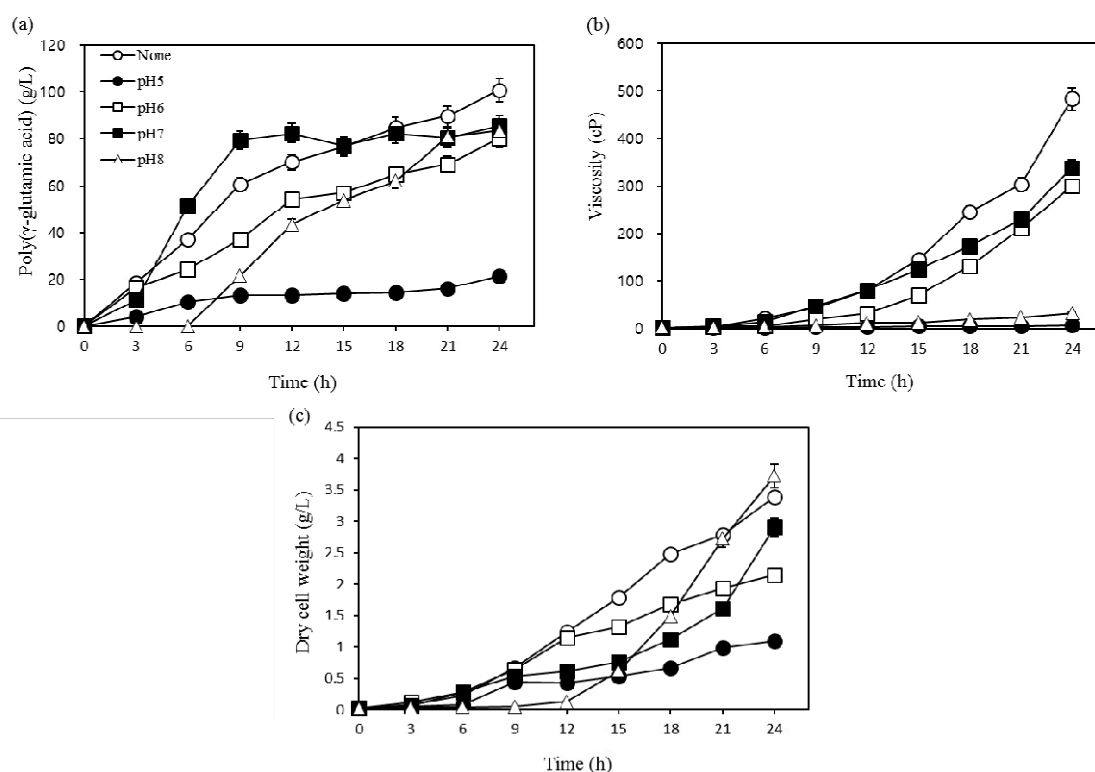 (a)
120
100
80
60
40
20
0
None
pH5
pH6
pH7
pH8
Poly(γ-glutamic acid) (g/L)
0 3 6 9 12 15 18 21 24
Time (h)
(b)
600
500
400
300
200
100
0
Viscosity (cP)
0 3 6 9 12 15 18 21 24
Time (h)
(c)
4.5
4
3.5
3
2.5
2
1.5
1
0.5
0
Dry cell weight (g/L)
0 3 6 9 12 15 18 21 24
Time (h)